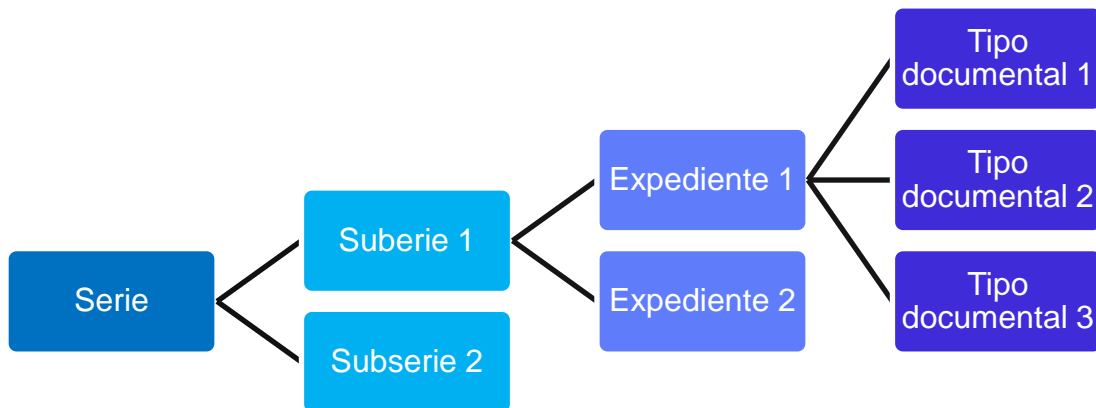 Serie
Suberie 1
Subserie 2
Expediente 1
Expediente 2
Tipo
documental 1
Tipo
documental 2
Tipo
documental 3